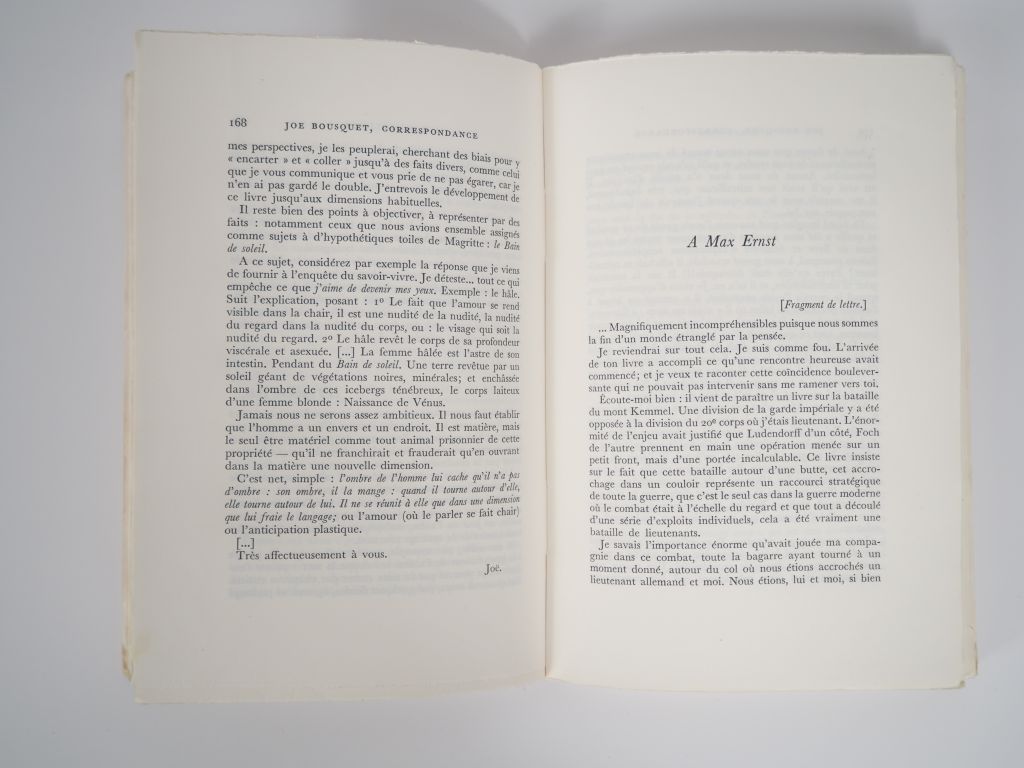 168
JOE BOUSQUET, CORRESPONDANCE
mes perspectives, je les peuplerai, cherchant des biais pour y
« encarter » et « coller » jusqu'à des faits divers, comme celui
que je vous communique et vous prie de ne pas égarer, car je
n'en ai pas gardé le double. J'entrevois le développement de
ce livre jusqu'aux dimensions habituelles.
Il reste bien des points à objectiver, à représenter par des
faits : notamment ceux que nous avions ensemble assignés
comme sujets à d'hypothétiques toiles de Magritte : le Bain
de soleil.
A ce sujet, considérez par exemple la réponse que je viens
de fournir à l'enquête du savoir-vivre. Je déteste... tout ce qui
empêche ce que j'aime de devenir mes yeux. Exemple : le hâle.
Suit l'explication, posant : 1º Le fait que l'amour se rend
visible dans la chair, il est une nudité de la nudité, la nudité
du regard dans la nudité du corps, ou : le visage qui soit la
nudité du regard. 2º Le hâle revêt le corps de sa profondeur
viscérale et asexuée. [...] La femme hâlée est l'astre de son
intestin. Pendant du Bain de soleil. Une terre revêtue par un
soleil géant de végétations noires, minérales; et enchâssée
dans l'ombre de ces icebergs ténébreux, le corps laiteux
d'une femme blonde : Naissance de Vénus.
Jamais nous ne serons assez ambitieux. Il nous faut établir
que l'homme a un envers et un endroit. Il est matière, mais
le seul être matériel comme tout animal prisonnier de cette
propriété — qu'il ne franchirait et frauderait qu'en ouvrant
dans la matière une nouvelle dimension.
C'est net, simple : l'ombre de l'homme lui cache qu'il n'a pas
d'ombre : son ombre, il la mange : quand il tourne autour d'elle,
elle tourne autour de lui. Il ne se réunit à elle que dans une dimension
que lui fraie le langage; ou l'amour (où le parler se fait chair)
ou l'anticipation plastique.
[...]
Très affectueusement à vous.
Joë.
A Max Ernst
[Fragment de lettre.]
... Magnifiquement incompréhensibles puisque nous sommes
la fin d'un monde étranglé par la pensée.
Je reviendrai sur tout cela. Je suis comme fou. L'arrivée
de ton livre a accompli ce qu'une rencontre heureuse avait
commencé; et je veux te raconter cette coïncidence boulever-
sante qui ne pouvait pas intervenir sans me ramener vers toi.
Écoute-moi bien : il vient de paraître un livre sur la bataille
du mont Kemmel. Une division de la garde impériale y a été
opposée à la division du 20e corps où j'étais lieutenant. L'énor-
mité de l'enjeu avait justifié que Ludendorff d'un côté, Foch
de l'autre prennent en main une opération menée sur un
petit front, mais d'une portée incalculable. Ce livre insiste
sur le fait que cette bataille autour d'une butte, cet accro-
chage dans un couloir représente un raccourci stratégique
de toute la guerre, que c'est le seul cas dans la guerre moderne
où le combat était à l'échelle du regard et que tout a découlé
d'une série d'exploits individuels, cela a été vraiment une
bataille de lieutenants.
Je savais l'importance énorme qu'avait jouée ma compa-
gnie dans ce combat, toute la bagarre ayant tourné à un
moment donné, autour du col où nous étions accrochés un
lieutenant allemand et moi. Nous étions, lui et moi, si bien